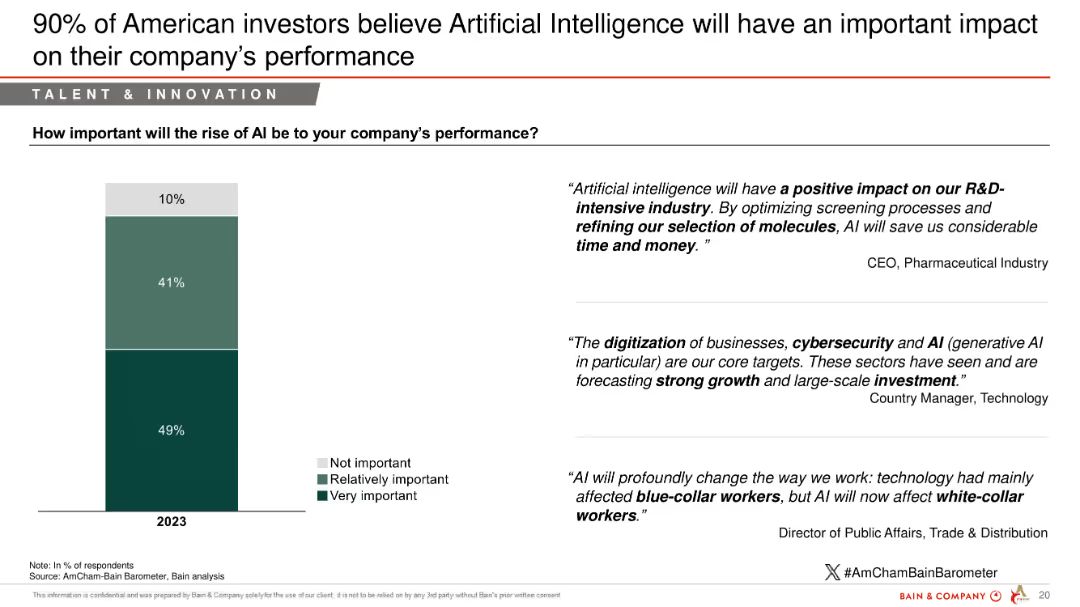 90% of American investors believe Artificial Intelligence will have an important impact
on their company's performance
TALENT & INNOVATION
How important will the rise of AI be to your company's performance?
10%
41%
49%
2023
Not important
Relatively important
Very important
“Artificial intelligence will have a positive impact on our R&D-
intensive industry. By optimizing screening processes and
refining our selection of molecules, AI will save us considerable
time and money. ”
CEO, Pharmaceutical Industry
“The digitization of businesses, cybersecurity and AI (generative AI
in particular) are our core targets. These sectors have seen and are
forecasting strong growth and large-scale investment.”
Country Manager, Technology
“AI will profoundly change the way we work: technology had mainly
affected blue-collar workers, but AI will now affect white-collar
workers.”
Director of Public Affairs, Trade & Distribution
Note: In % of respondents
Source: AmCham-Bain Barometer, Bain analysis
#AmChamBainBarometer
This information is confidential and was prepared by Bain & Company solely for the use of our client; it is not to be relied on by any 3rd party without Bain's prior written consent
BAIN & COMPANY
20